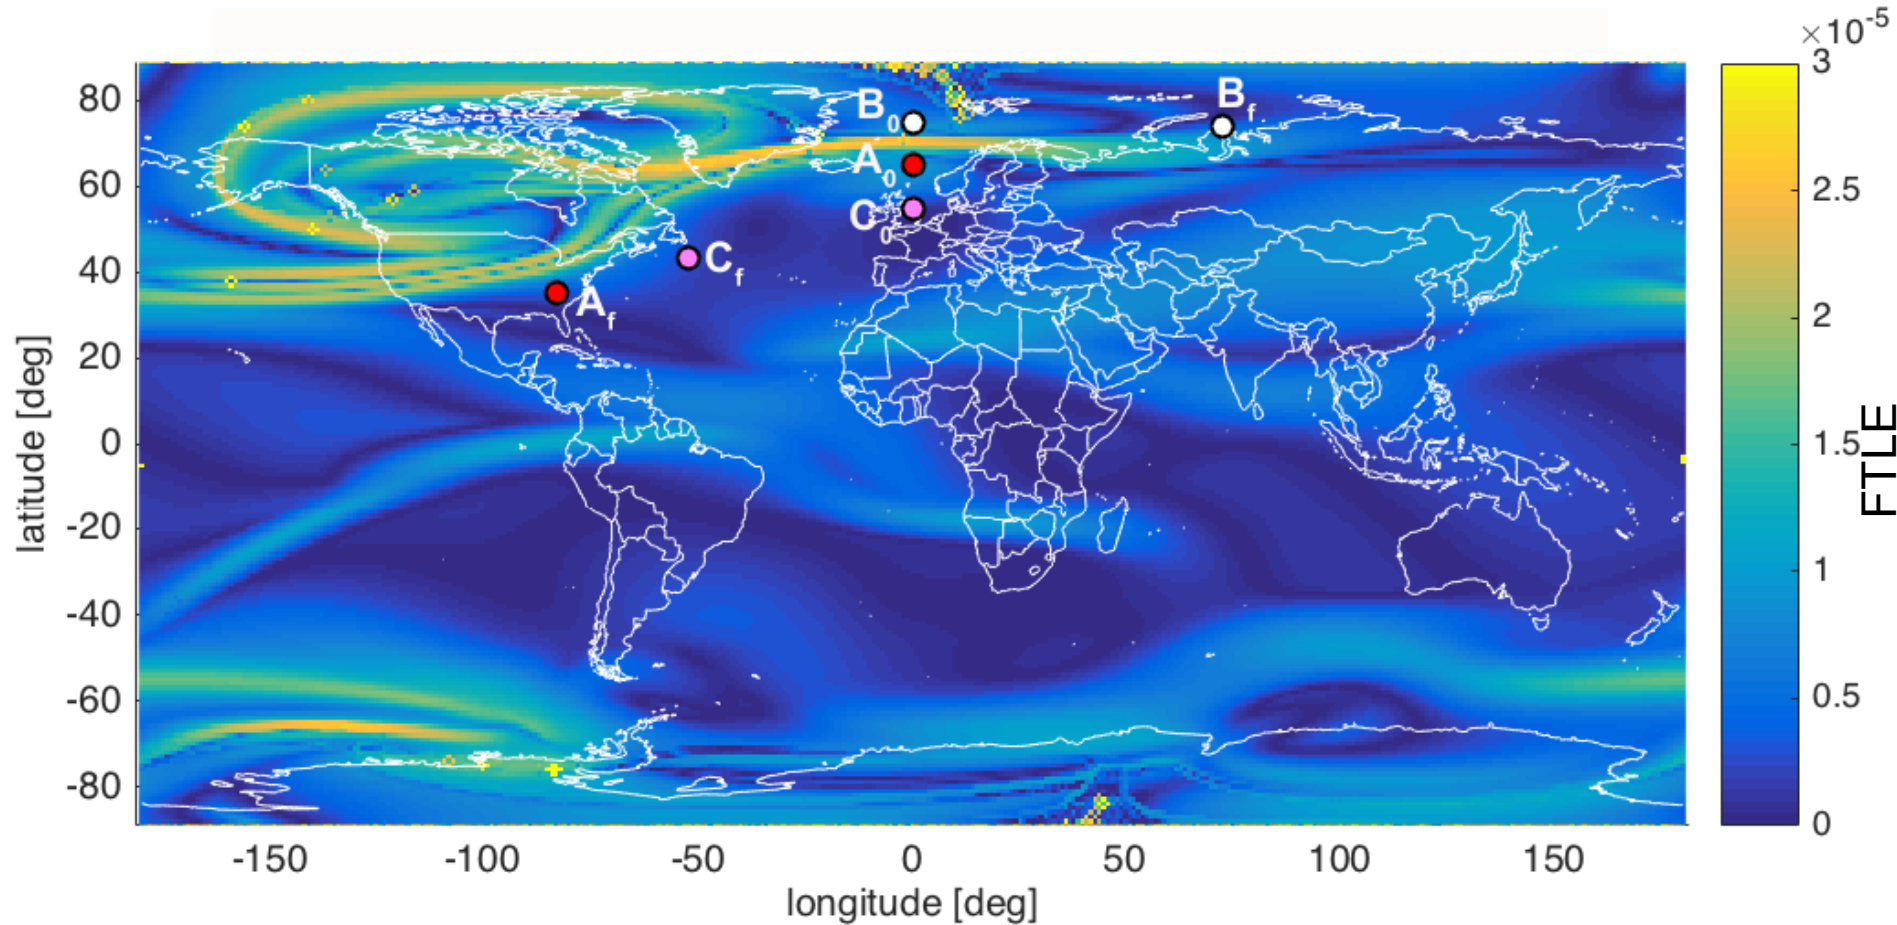 ×10⁻⁵
3
2.5
2
1.5
1
0.5
0
FTLE
80
60
40
20
0
-20
-40
-60
-80
latitude [deg]
B₀
B_f
A₀
C₀
C_f
A_f
-150
-100
-50
0
50
100
150
longitude [deg]